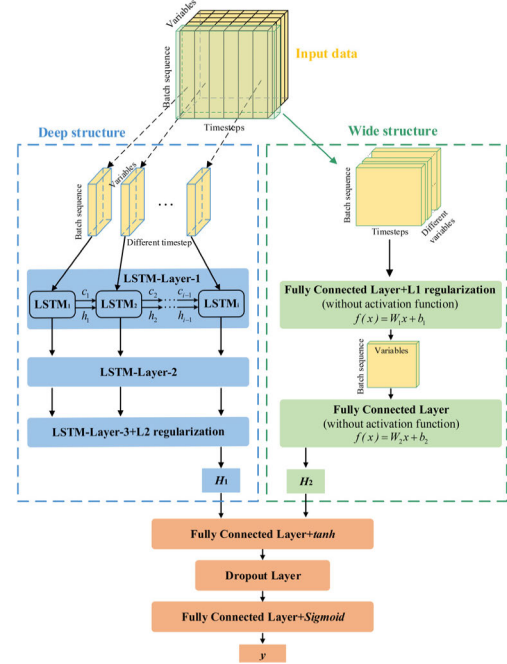 Variables
Batch sequence
Input data
Timesteps
Deep structure
Wide structure
Batch sequence
Variables
...
Different timestep
Batch sequence
Timesteps
Different variables
LSTM-Layer-1
LSTM₁ c₁ h₁ LSTM₂ c₂ h₂ ... cᵢ₋₁ hᵢ₋₁ LSTMᵢ
LSTM-Layer-2
LSTM-Layer-3+L2 regularization
H₁
Fully Connected Layer+L1 regularization
(without activation function)
f(x)=W₁x+b₁
Batch sequence
Variables
Fully Connected Layer
(without activation function)
f(x)=W₂x+b₂
H₂
Fully Connected Layer+tanh
Dropout Layer
Fully Connected Layer+Sigmoid
y